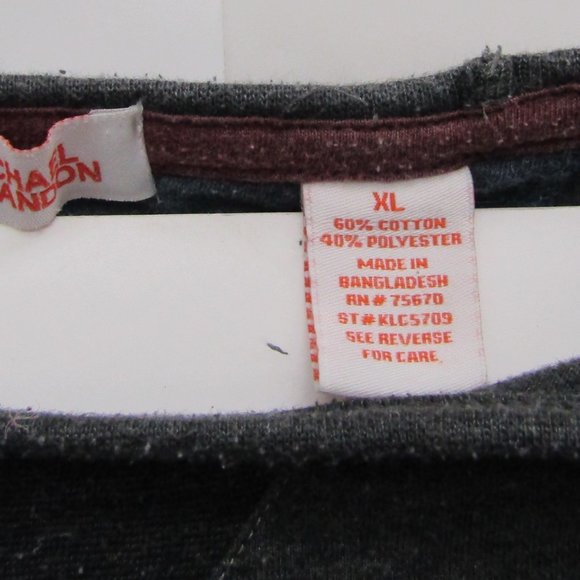 CHAEL
ANDON
XL
60% COTTON
40% POLYESTER
MADE IN
BANGLADESH
RN# 75670
ST# KLC5709
SEE REVERSE
FOR CARE